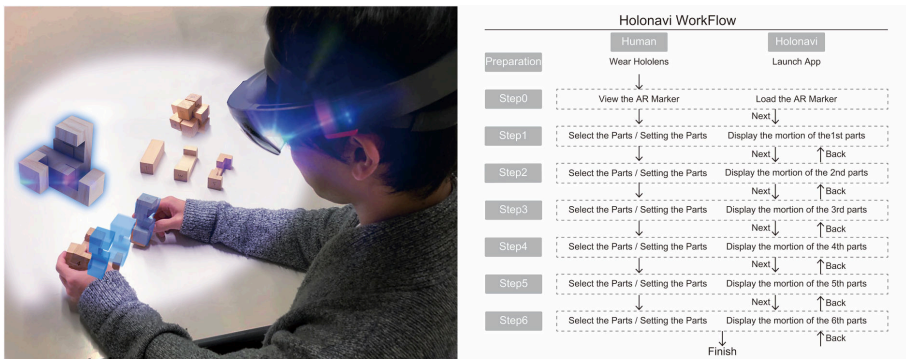 Holonavi WorkFlow
Human Holonavi
Preparation Wear Hololens Launch App
Step0 View the AR Marker Load the AR Marker
Next
Step1 Select the Parts / Setting the Parts Display the mortion of the1st parts
Next Back
Step2 Select the Parts / Setting the Parts Display the mortion of the 2nd parts
Next Back
Step3 Select the Parts / Setting the Parts Display the mortion of the 3rd parts
Next Back
Step4 Select the Parts / Setting the Parts Display the mortion of the 4th parts
Next Back
Step5 Select the Parts / Setting the Parts Display the mortion of the 5th parts
Next Back
Step6 Select the Parts / Setting the Parts Display the mortion of the 6th parts
Back
Finish